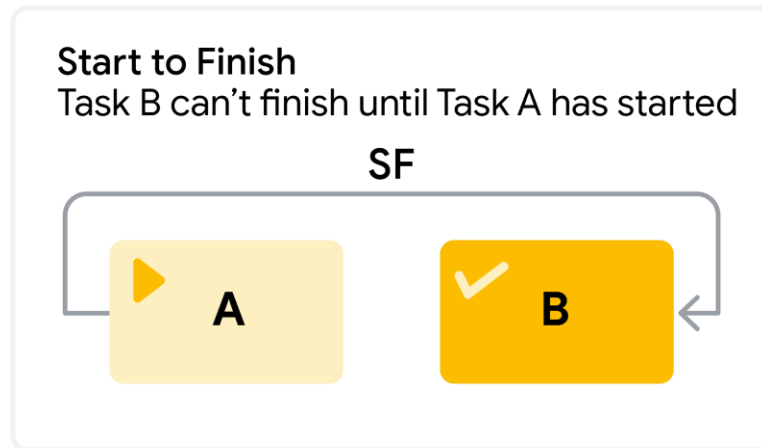 Start to Finish
Task B can’t finish until Task A has started
SF
A
B